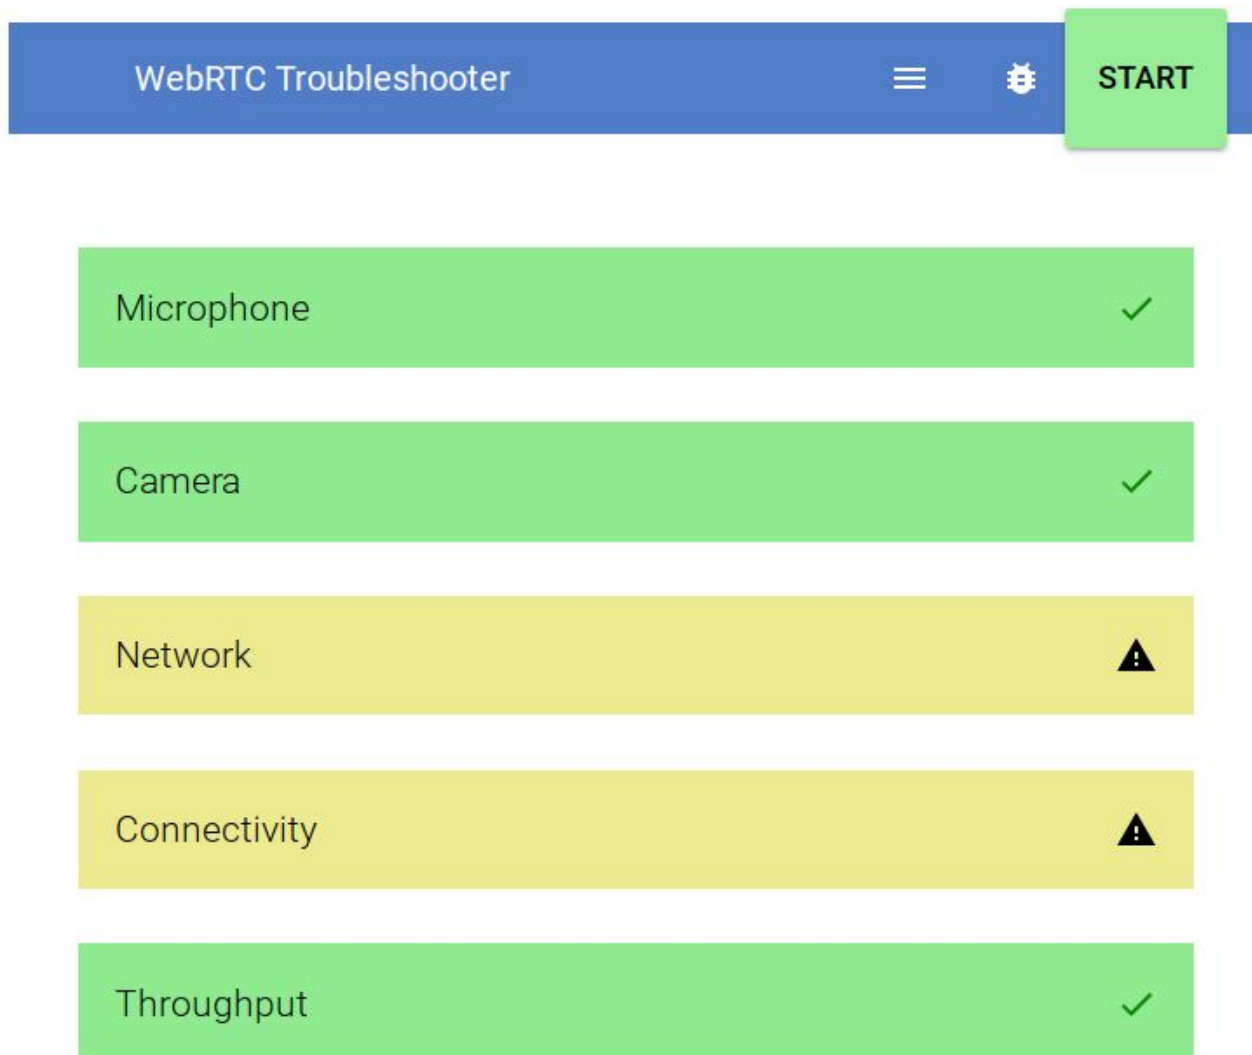 WebRTC Troubleshooter
START
Microphone
Camera
Network
Connectivity
Throughput